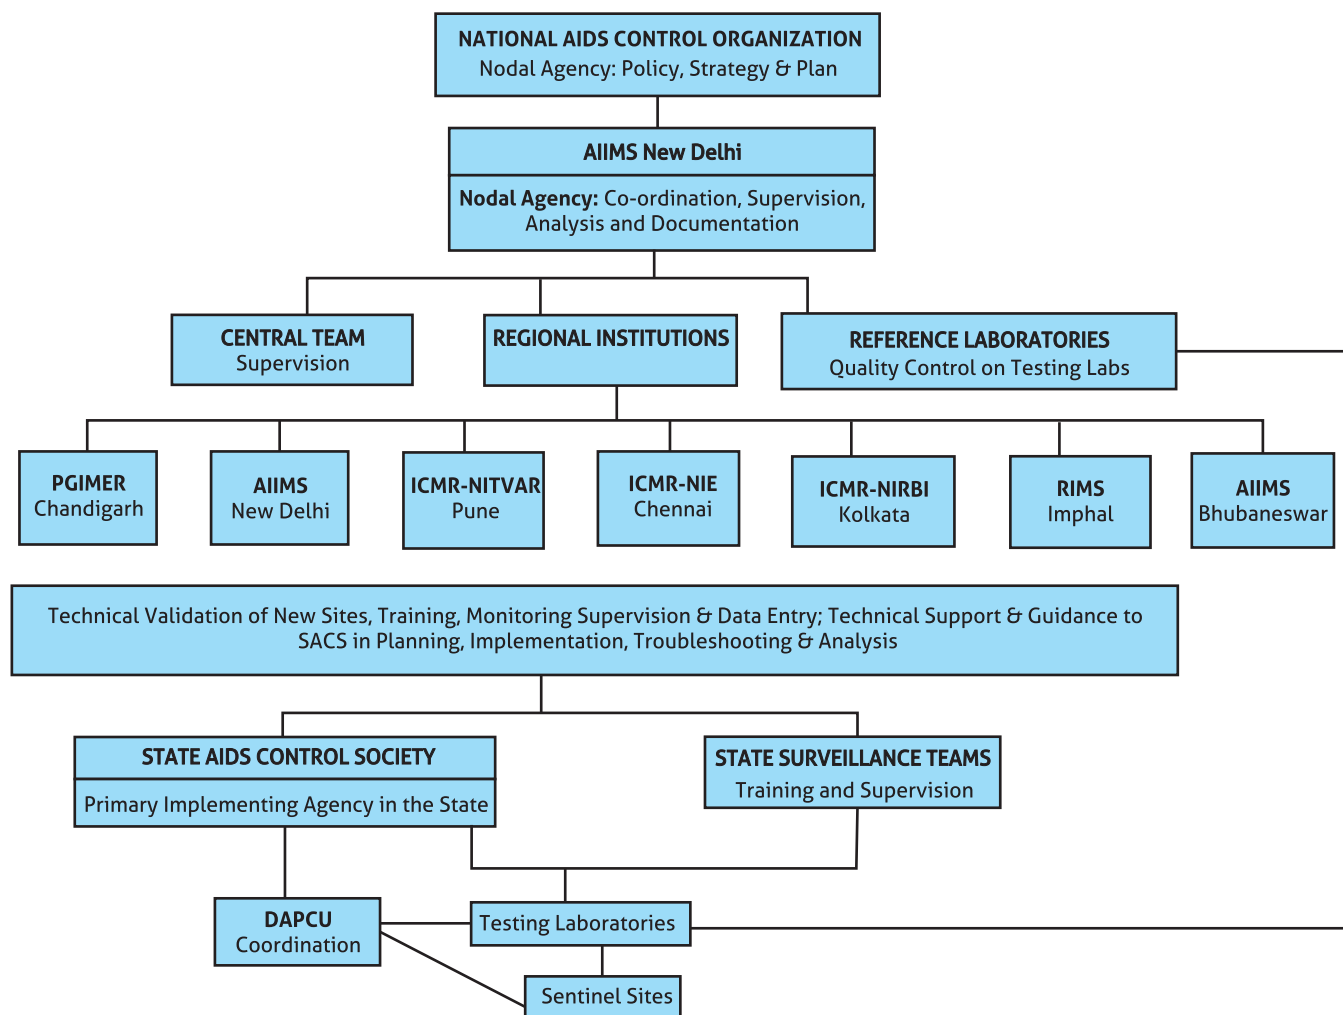 NATIONAL AIDS CONTROL ORGANIZATION
Nodal Agency: Policy, Strategy & Plan
AIIMS New Delhi
Nodal Agency: Co-ordination, Supervision,
Analysis and Documentation
CENTRAL TEAM
Supervision
REGIONAL INSTITUTIONS
REFERENCE LABORATORIES
Quality Control on Testing Labs
PGIMER
Chandigarh
AIIMS
New Delhi
ICMR-NITVAR
Pune
ICMR-NIE
Chennai
ICMR-NIRBI
Kolkata
RIMS
Imphal
AIIMS
Bhubaneswar
Technical Validation of New Sites, Training, Monitoring Supervision & Data Entry; Technical Support & Guidance to
SACS in Planning, Implementation, Troubleshooting & Analysis
STATE AIDS CONTROL SOCIETY
Primary Implementing Agency in the State
STATE SURVEILLANCE TEAMS
Training and Supervision
DAPCU
Coordination
Testing Laboratories
Sentinel Sites